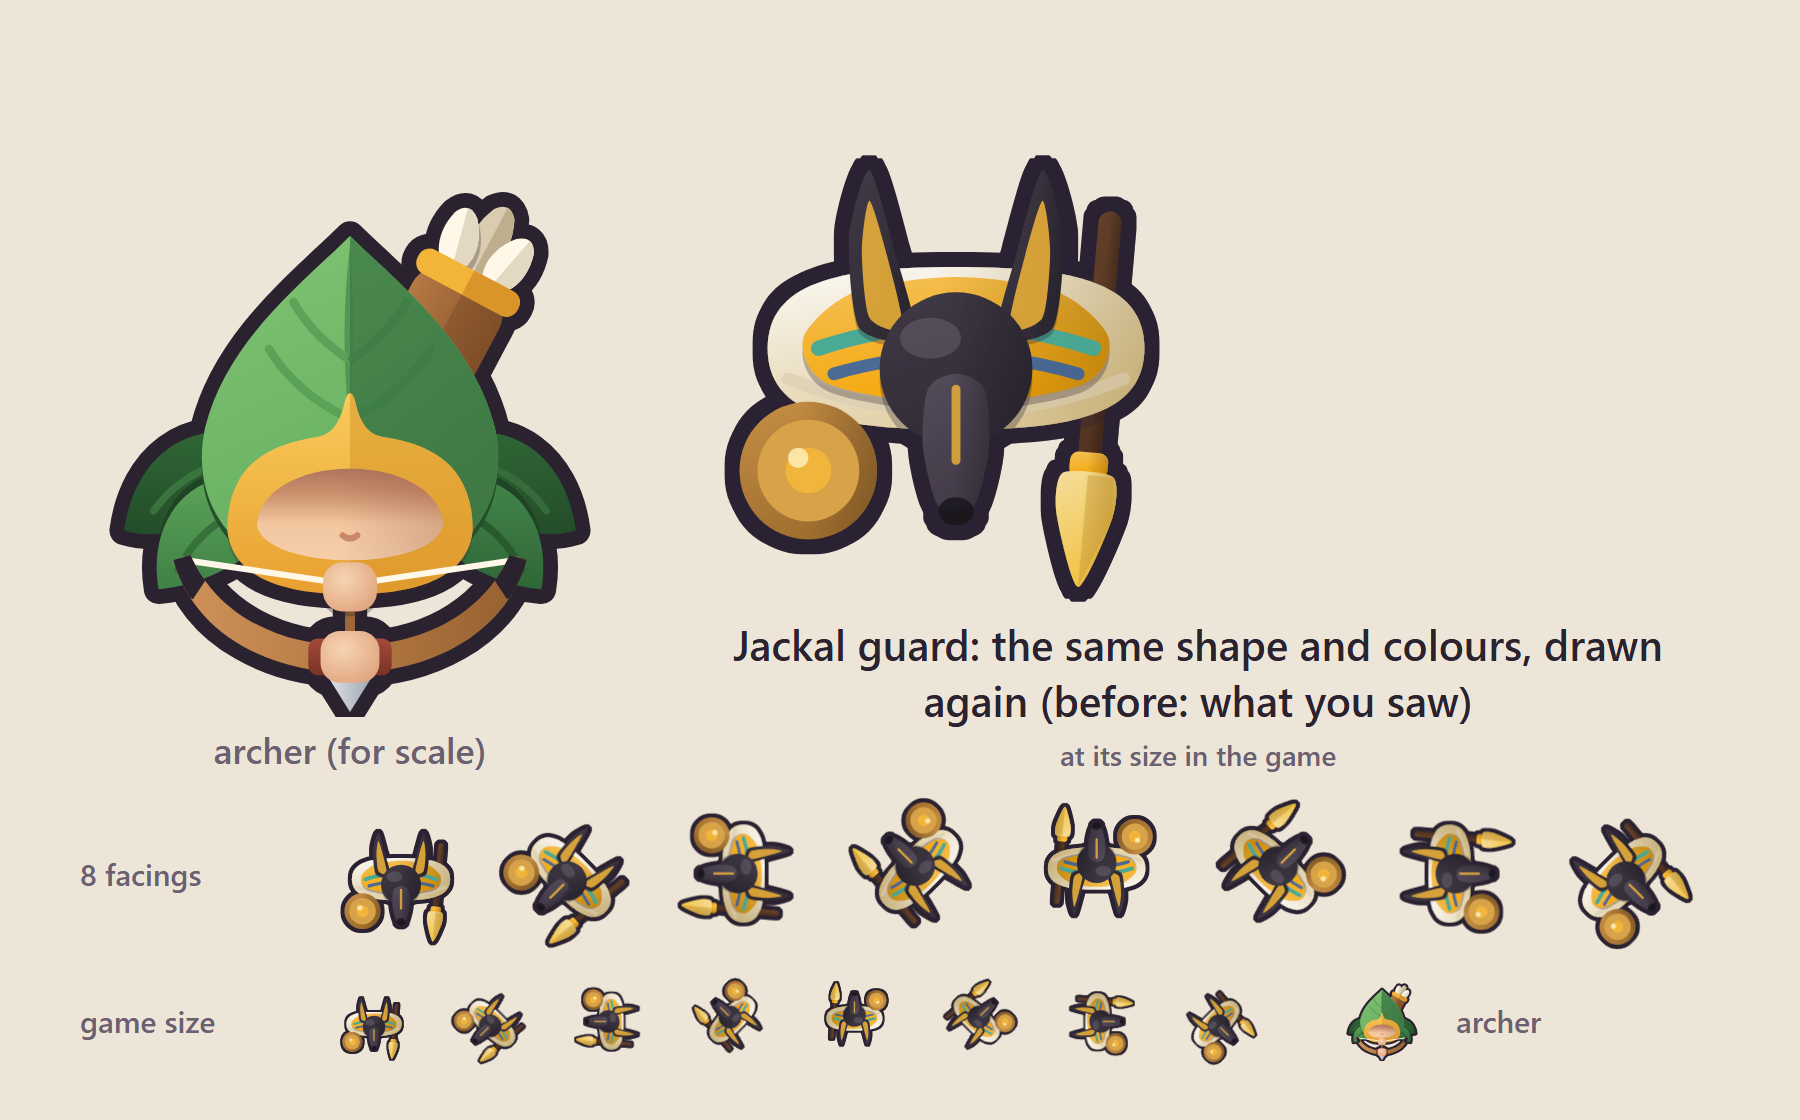 Jackal guard: the same shape and colours, drawn
again (before: what you saw)
archer (for scale)
at its size in the game
8 facings
game size
archer